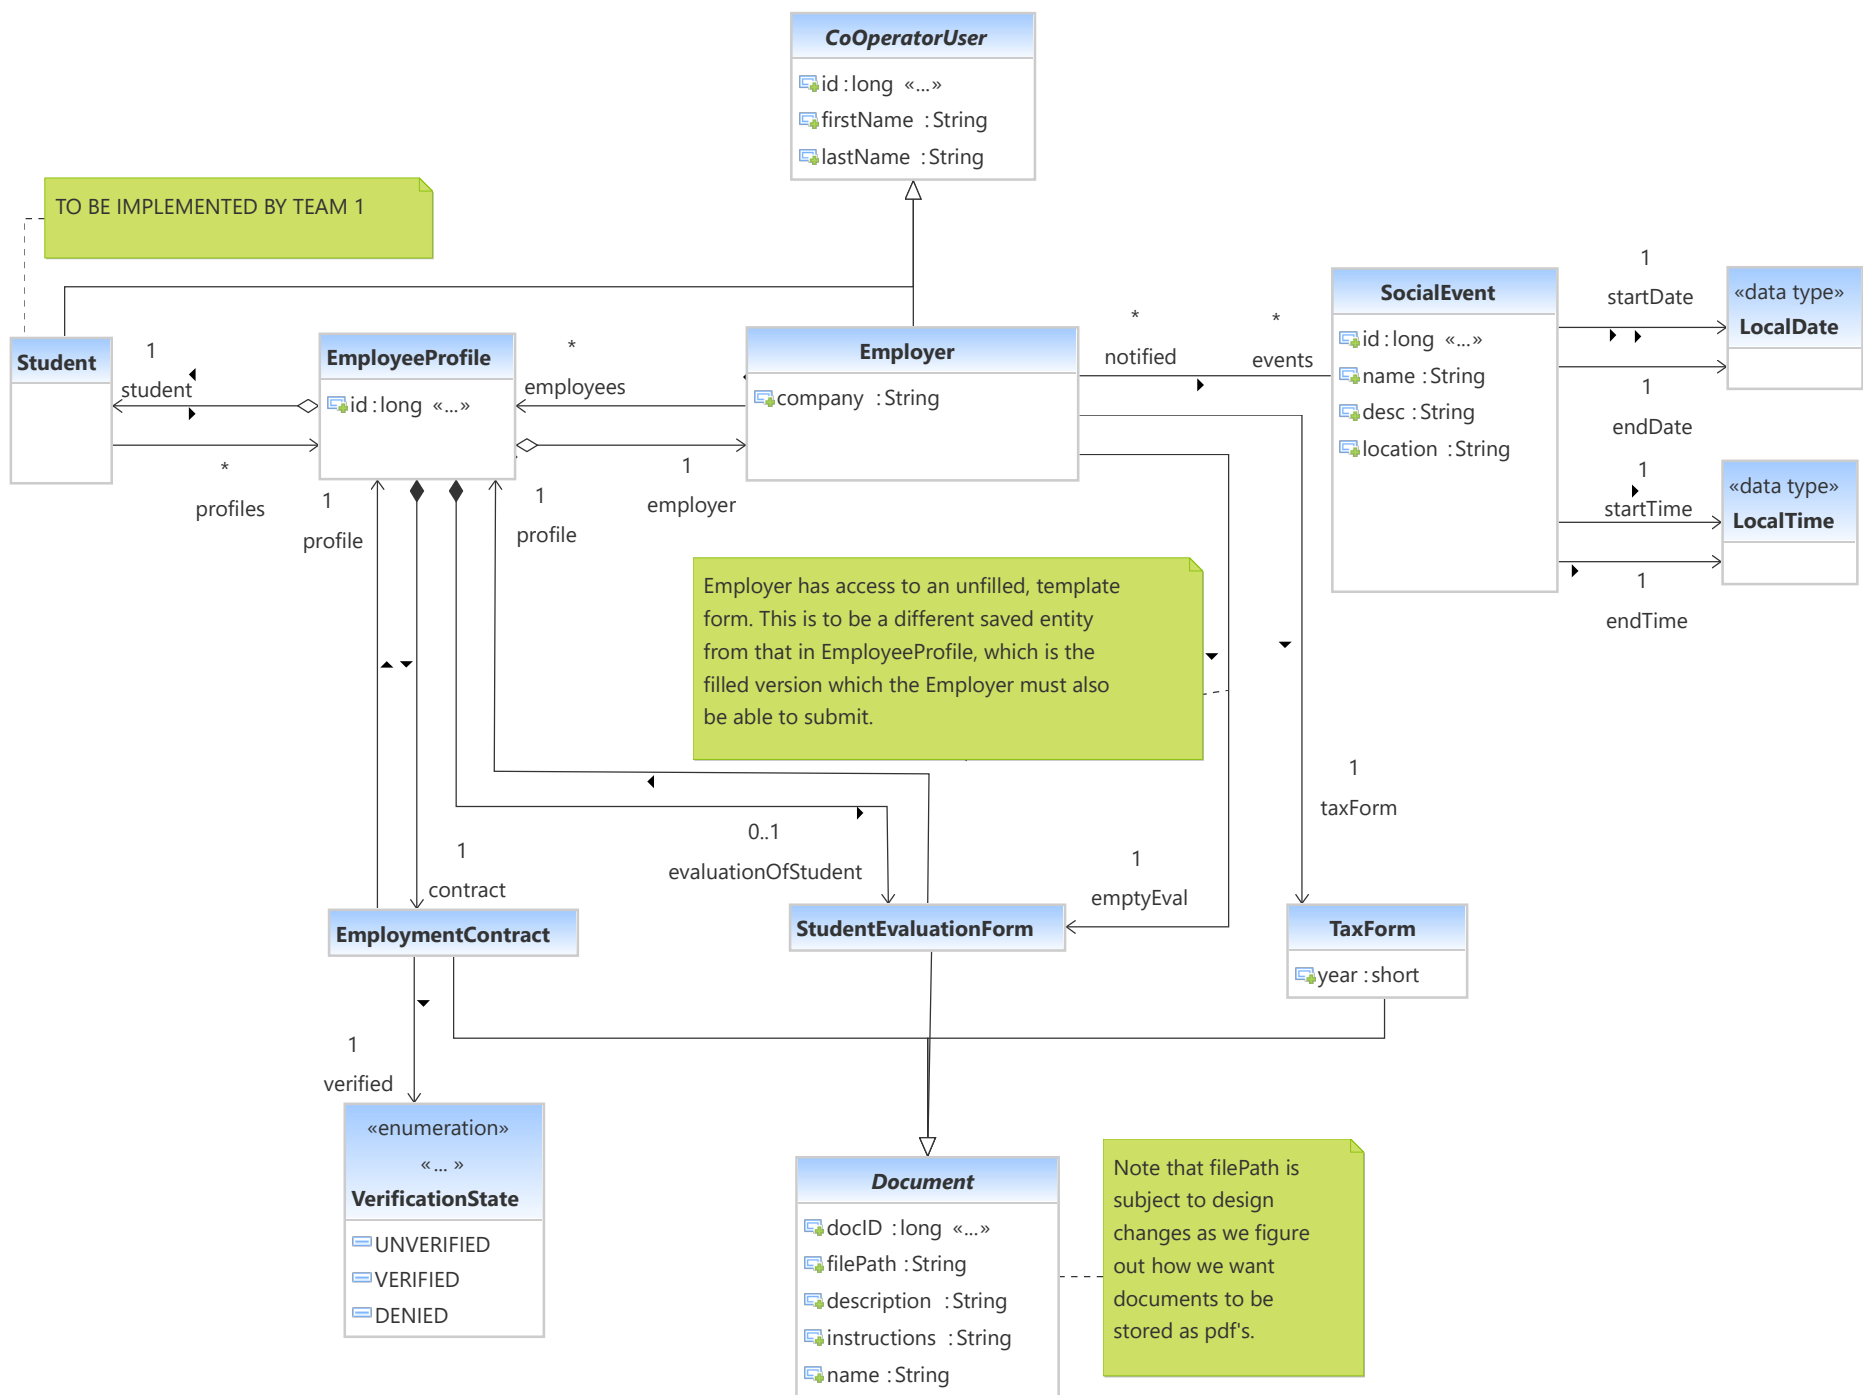 CoOperatorUser
id : long «...»
firstName : String
lastName : String
TO BE IMPLEMENTED BY TEAM 1
Student
1
student
*
profiles
EmployeeProfile
id : long «...»
*
employees
1
employer
Employer
company : String
*
notified
*
events
SocialEvent
id : long «...»
name : String
desc : String
location : String
1
startDate
1
endDate
«data type»
LocalDate
1
startTime
1
endTime
«data type»
LocalTime
1
profile
1
profile
Employer has access to an unfilled, template
form. This is to be a different saved entity
from that in EmployeeProfile, which is the
filled version which the Employer must also
be able to submit.
1
contract
0..1
evaluationOfStudent
1
emptyEval
1
taxForm
EmploymentContract
StudentEvaluationForm
TaxForm
year : short
1
verified
«enumeration»
«... »
VerificationState
UNVERIFIED
VERIFIED
DENIED
Document
docID : long «...»
filePath : String
description : String
instructions : String
name : String
Note that filePath is
subject to design
changes as we figure
out how we want
documents to be
stored as pdf's.